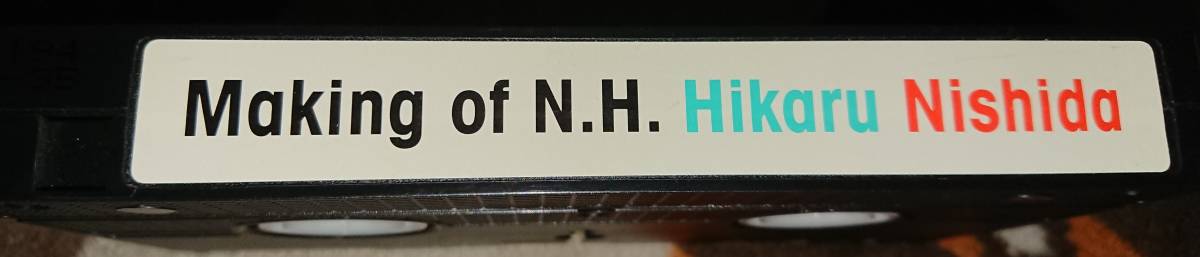 Making of N.H. Hikaru Nishida